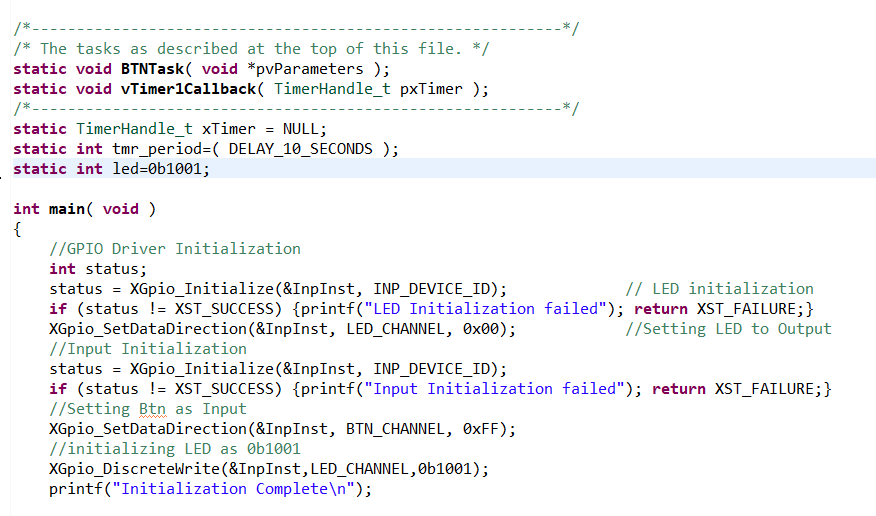 /*-----------------------------------------------------------*/
/* The tasks as described at the top of this file. */
static void BTNTask( void *pvParameters );
static void vTimer1Callback( TimerHandle_t pxTimer );
/*-----------------------------------------------------------*/
static TimerHandle_t xTimer = NULL;
static int tmr_period=( DELAY_10_SECONDS );
static int led=0b1001;
int main( void )
{
//GPIO Driver Initialization
int status;
status = XGpio_Initialize(&InpInst, INP_DEVICE_ID); // LED initialization
if (status != XST_SUCCESS) {printf("LED Initialization failed"); return XST_FAILURE;}
XGpio_SetDataDirection(&InpInst, LED_CHANNEL, 0x00); //Setting LED to Output
//Input Initialization
status = XGpio_Initialize(&InpInst, INP_DEVICE_ID);
if (status != XST_SUCCESS) {printf("Input Initialization failed"); return XST_FAILURE;}
//Setting Btn as Input
XGpio_SetDataDirection(&InpInst, BTN_CHANNEL, 0xFF);
//initializing LED as 0b1001
XGpio_DiscreteWrite(&InpInst,LED_CHANNEL,0b1001);
printf("Initialization Complete\n");